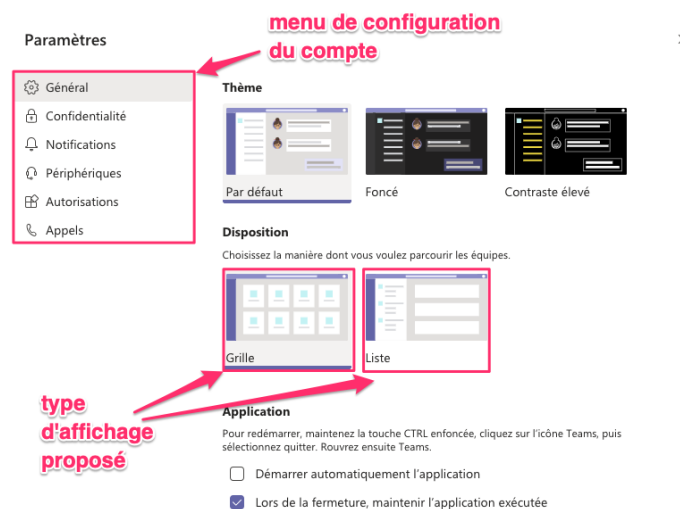 menu de configuration
du compte
Paramètres
Général
Confidentialité
Notifications
Périphériques
Autorisations
Appels
Thème
Par défaut
Foncé
Contraste élevé
Disposition
Choisissez la manière dont vous voulez parcourir les équipes.
Grille
Liste
type
d'affichage
proposé
Application
Pour redémarrer, maintenez la touche CTRL enfoncée, cliquez sur l'icône Teams, puis
sélectionnez quitter. Rouvrez ensuite Teams.
Démarrer automatiquement l'application
Lors de la fermeture, maintenir l'application exécutée